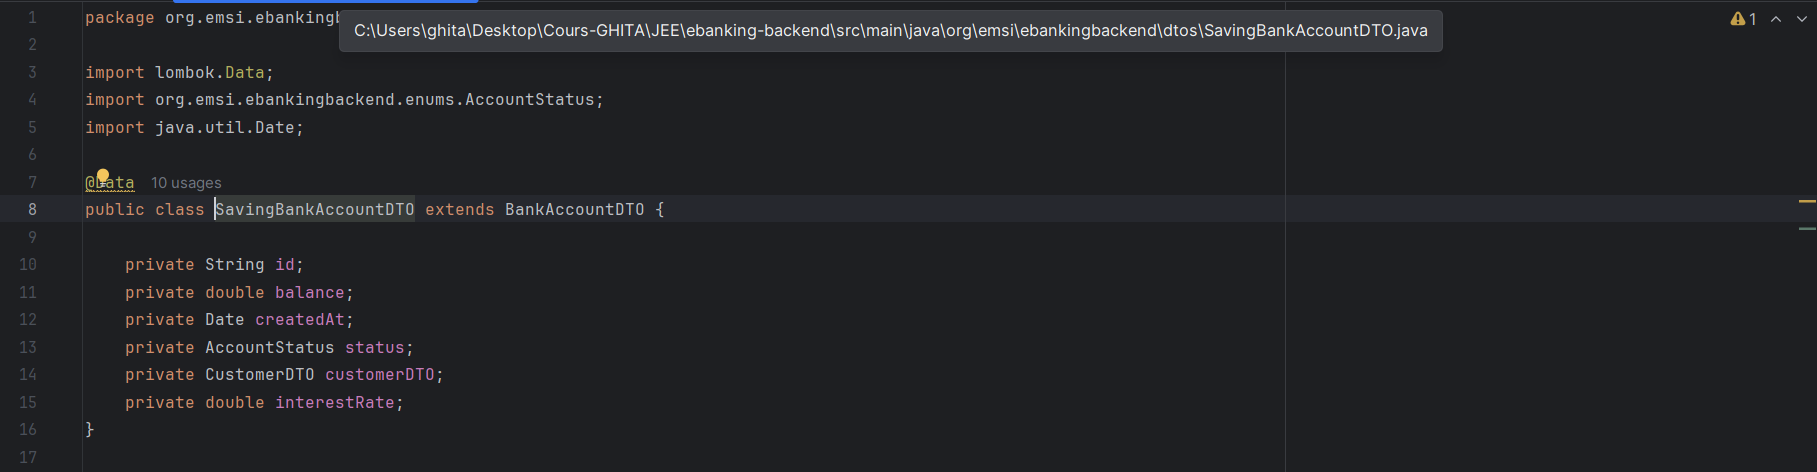 1 package org.emsi.ebankingb
C:\Users\ghita\Desktop\Cours-GHITA\JEE\ebanking-backend\src\main\java\org\emsi\ebankingbackend\dtos\SavingBankAccountDTO.java
1
2
3 import lombok.Data;
4 import org.emsi.ebankingbackend.enums.AccountStatus;
5 import java.util.Date;
6
7 @Data 10 usages
8 public class SavingBankAccountDTO extends BankAccountDTO {
9
10 private String id;
11 private double balance;
12 private Date createdAt;
13 private AccountStatus status;
14 private CustomerDTO customerDTO;
15 private double interestRate;
16 }
17